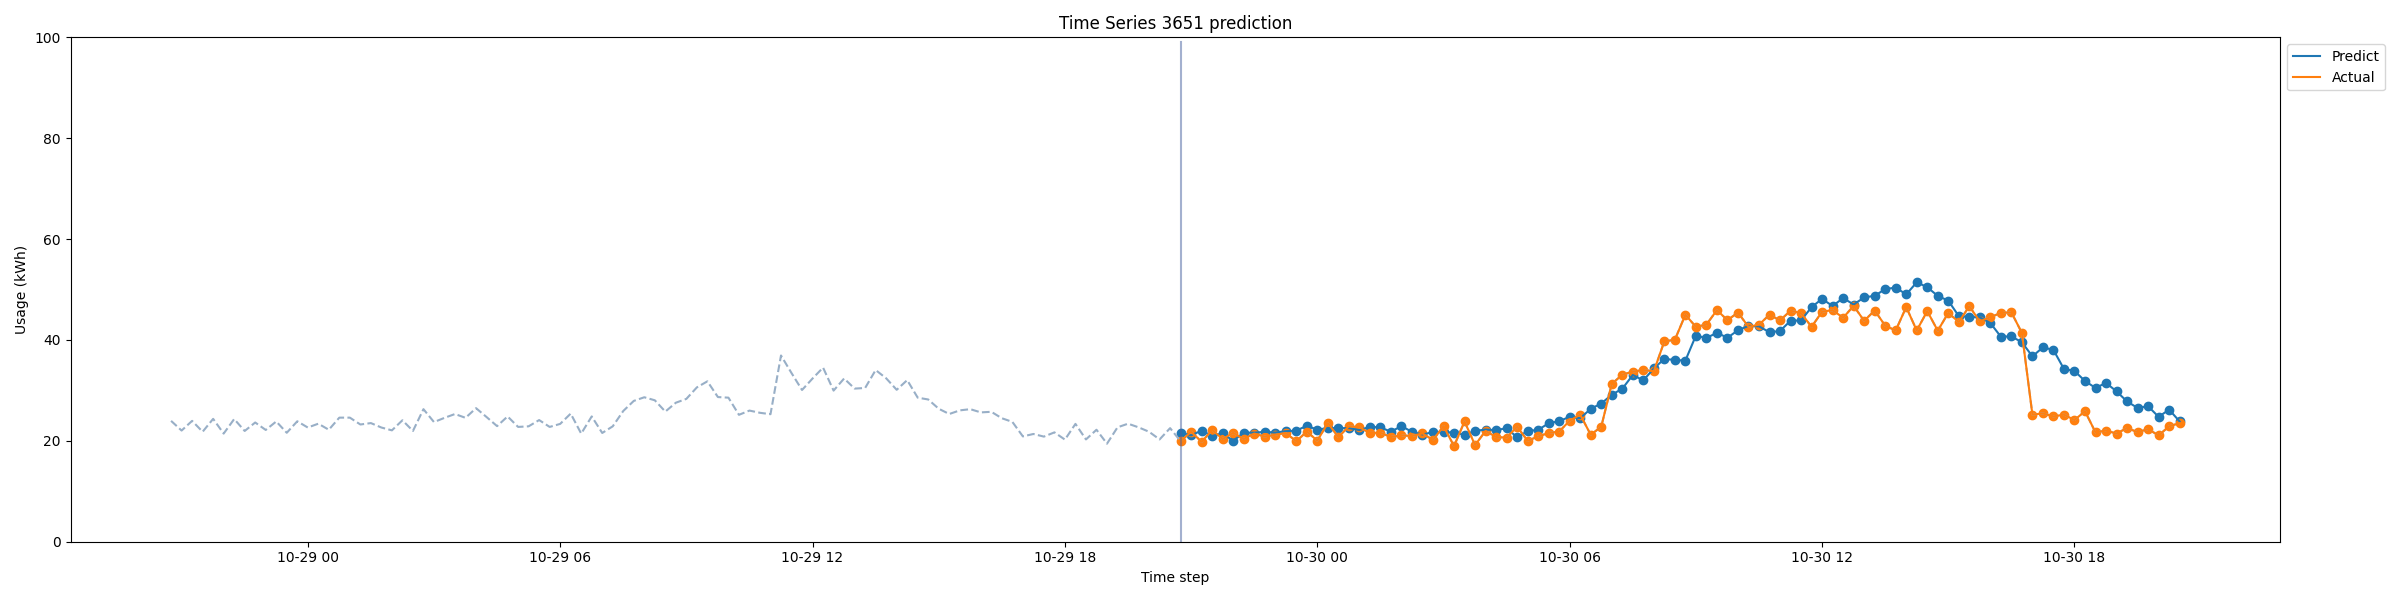 Time Series 3651 prediction
100
80
60
40
20
0
Usage (kWh)
10-29 00
10-29 06
10-29 12
10-29 18
10-30 00
10-30 06
10-30 12
10-30 18
Time step
Predict
Actual